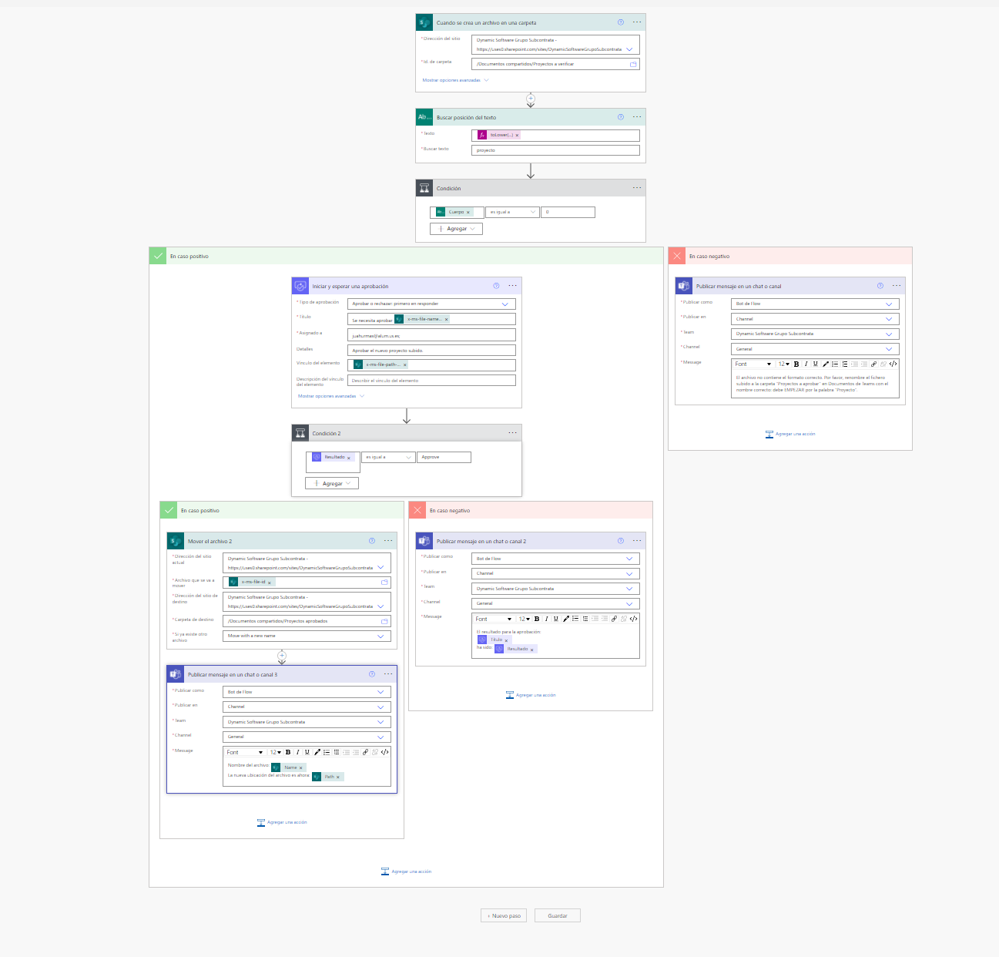 Cuando se crea un archivo en una carpeta
*Dirección del sitio
Dynamic Software Grupo Subcontrata -
https://uses0.sharepoint.com/sites/DynamicSoftwareGrupoSubcontrata
*Id. de carpeta
/Documentos compartidos/Proyectos a verificar
Mostrar opciones avanzadas
Buscar posición del texto
*Texto
toLower(...) ×
*Buscar texto
proyecto
Condición
Cuerpo ×
es igual a
0
Agregar
En caso positivo
Iniciar y esperar una aprobación
*Tipo de aprobación
Aprobar o rechazar: primero en responder
*Título
Se necesita aprobar x-ms-file-name... ×
*Asignado a
juahurmas@alum.us.es;
Detalles
Aprobar el nuevo proyecto subido.
Vínculo del elemento
x-ms-file-path-... ×
Descripción del vínculo
del elemento
Describir el vínculo del elemento
Mostrar opciones avanzadas
Condición 2
Resultado ×
es igual a
Approve
Agregar
En caso positivo
Mover el archivo 2
*Dirección del sitio
actual
Dynamic Software Grupo Subcontrata -
https://uses0.sharepoint.com/sites/DynamicSoftwareGrupoSubcontrata
*Archivo que se va a
mover
x-ms-file-id ×
*Dirección del sitio de
destino
Dynamic Software Grupo Subcontrata -
https://uses0.sharepoint.com/sites/DynamicSoftwareGrupoSubcontrata
*Carpeta de destino
/Documentos compartidos/Proyectos aprobados
*Si ya existe otro
archivo
Move with a new name
Publicar mensaje en un chat o canal 3
*Publicar como
Bot de Flow
*Publicar en
Channel
*Team
Dynamic Software Grupo Subcontrata
*Channel
General
*Message
Font 12 B I U
Nombre del archivo: Name ×
La nueva ubicación del archivo es ahora: Path ×
Agregar una acción
En caso negativo
Publicar mensaje en un chat o canal 2
*Publicar como
Bot de Flow
*Publicar en
Channel
*Team
Dynamic Software Grupo Subcontrata
*Channel
General
*Message
Font 12 B I U
El resultado para la aprobación:
Título ×
ha sido: Resultado ×
Agregar una acción
Agregar una acción
En caso negativo
Publicar mensaje en un chat o canal
*Publicar como
Bot de Flow
*Publicar en
Channel
*Team
Dynamic Software Grupo Subcontrata
*Channel
General
*Message
Font 12 B I U
El archivo no contiene el formato correcto. Por favor, renombre el fichero
subido a la carpeta "Proyectos a aprobar" en Documentos de Teams con el
nombre correcto: debe EMPEZAR por la palabra "Proyecto".
Agregar una acción
+ Nuevo paso
Guardar